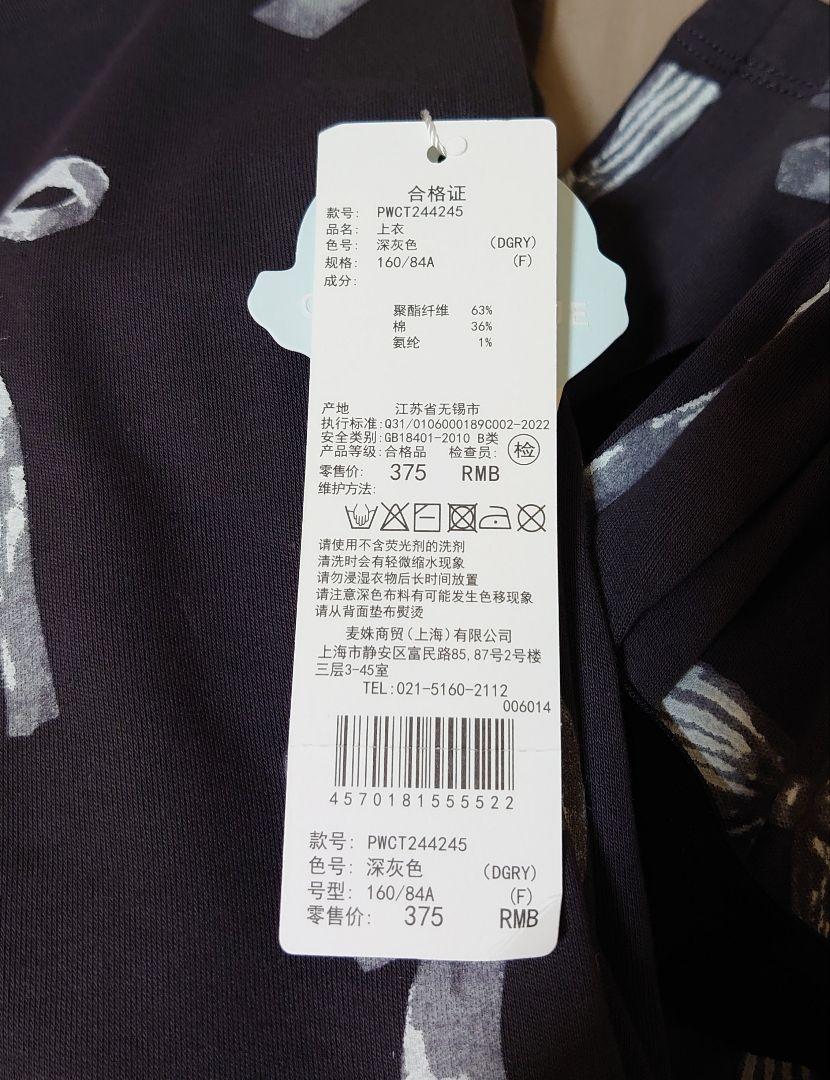 合格证
款号: PWCT244245
品名: 上衣
色号: 深灰色 (DGRY)
规格: 160/84A (F)
成分:
聚酯纤维 63%
棉 36%
氨纶 1%
产地 江苏省无锡市
执行标准:Q31/0106000189C002-2022
安全类别:GB18401-2010 B类
产品等级:合格品 检查员: 检
零售价: 375 RMB
维护方法:
请使用不含荧光剂的洗剂
清洗时会有轻微缩水现象
请勿浸湿衣物后长时间放置
请注意深色布料有可能发生色移现象
请从背面垫布熨烫
麦姝商贸(上海)有限公司
上海市静安区富民路85,87号2号楼
三层3-45室
TEL:021-5160-2112
006014
4570181555522
款号: PWCT244245
色号: 深灰色 (DGRY)
号型: 160/84A (F)
零售价: 375 RMB